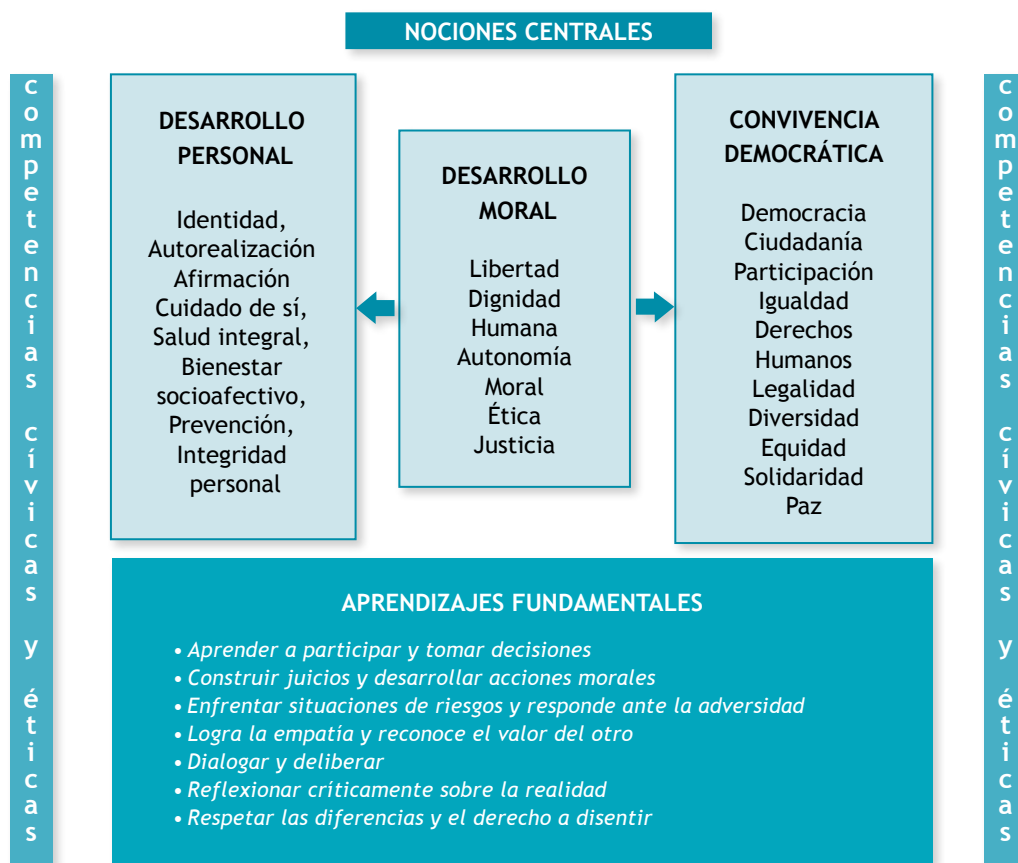 NOCIONES CENTRALES
competencias cívicas y éticas
DESARROLLO
PERSONAL
Identidad,
Autorealización
Afirmación
Cuidado de sí,
Salud integral,
Bienestar
socioafectivo,
Prevención,
Integridad
personal
DESARROLLO
MORAL
Libertad
Dignidad
Humana
Autonomía
Moral
Ética
Justicia
CONVIVENCIA
DEMOCRÁTICA
Democracia
Ciudadanía
Participación
Igualdad
Derechos
Humanos
Legalidad
Diversidad
Equidad
Solidaridad
Paz
competencias cívicas y éticas
APRENDIZAJES FUNDAMENTALES
• Aprender a participar y tomar decisiones
• Construir juicios y desarrollar acciones morales
• Enfrentar situaciones de riesgos y responde ante la adversidad
• Logra la empatía y reconoce el valor del otro
• Dialogar y deliberar
• Reflexionar críticamente sobre la realidad
• Respetar las diferencias y el derecho a disentir